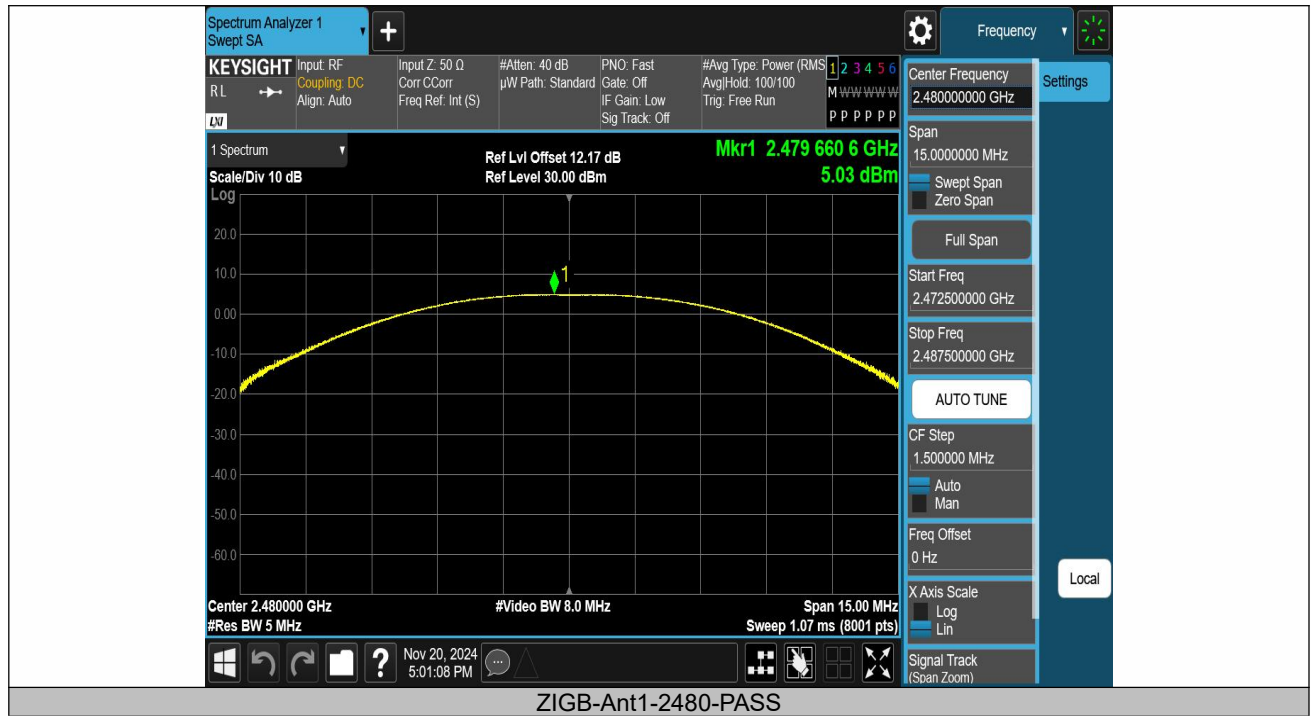 Spectrum Analyzer 1
Swept SA
+
Frequency
KEYSIGHT
R L
LXI
Input: RF
Coupling: DC
Align: Auto
Input Z: 50 Ω
Corr CCorr
Freq Ref: Int (S)
#Atten: 40 dB
µW Path: Standard
PNO: Fast
Gate: Off
IF Gain: Low
Sig Track: Off
#Avg Type: Power (RMS
Avg|Hold: 100/100
Trig: Free Run
1 2 3 4 5 6
M W W W W W
P P P P P P
1 Spectrum
Scale/Div 10 dB
Log
Ref Lvl Offset 12.17 dB
Ref Level 30.00 dBm
Mkr1 2.479 660 6 GHz
5.03 dBm
20.0
10.0
0.00
-10.0
-20.0
-30.0
-40.0
-50.0
-60.0
1
Center 2.480000 GHz
#Res BW 5 MHz
#Video BW 8.0 MHz
Span 15.00 MHz
Sweep 1.07 ms (8001 pts)
Center Frequency
2.480000000 GHz
Settings
Span
15.0000000 MHz
Swept Span
Zero Span
Full Span
Start Freq
2.472500000 GHz
Stop Freq
2.487500000 GHz
AUTO TUNE
CF Step
1.500000 MHz
Auto
Man
Freq Offset
0 Hz
X Axis Scale
Log
Lin
Local
Signal Track
(Span Zoom)
?
Nov 20, 2024
5:01:08 PM
ZIGB-Ant1-2480-PASS